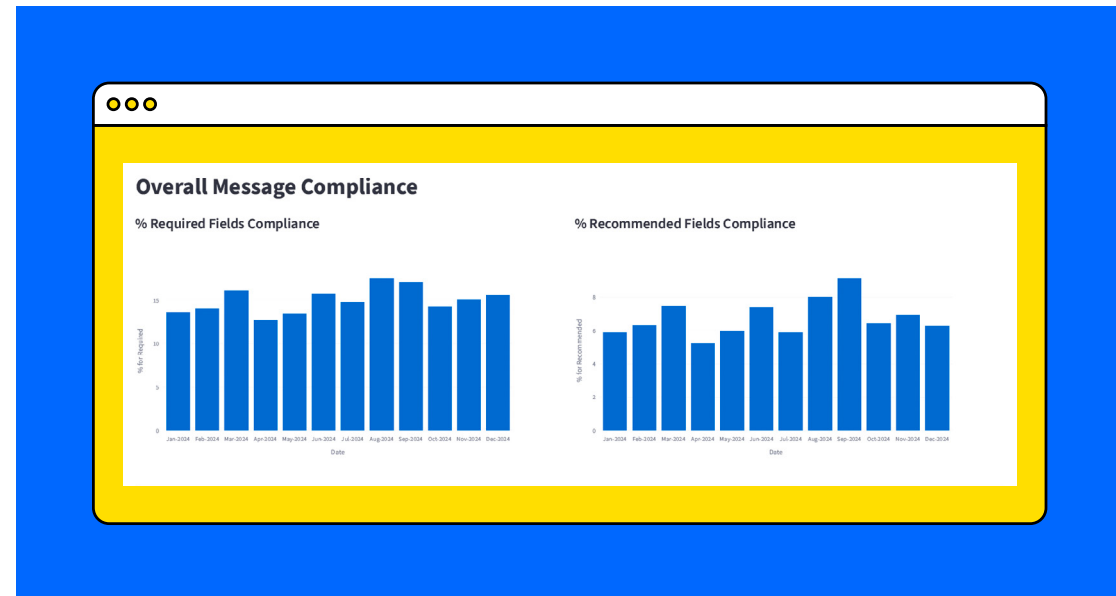 Overall Message Compliance
% Required Fields Compliance
% for Required
15
10
5
0
Jan-2024 Feb-2024 Mar-2024 Apr-2024 May-2024 Jun-2024 Jul-2024 Aug-2024 Sep-2024 Oct-2024 Nov-2024 Dec-2024
Date
% Recommended Fields Compliance
% for Recommended
8
6
4
2
0
Jan-2024 Feb-2024 Mar-2024 Apr-2024 May-2024 Jun-2024 Jul-2024 Aug-2024 Sep-2024 Oct-2024 Nov-2024 Dec-2024
Date